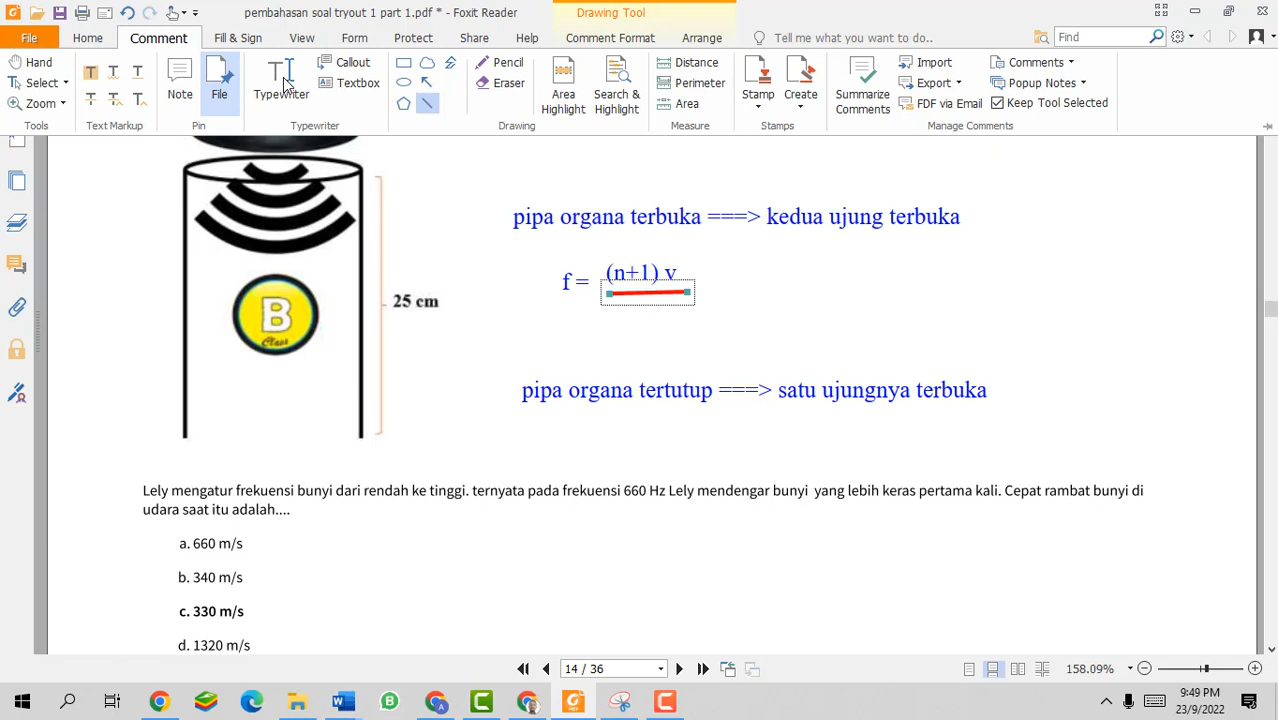 pembahasan soal tryout 1 part 1.pdf * - Foxit Reader
Drawing Tool
File Home Comment Fill & Sign View Form Protect Share Help Comment Format Arrange Tell me what you want to do... Find
Hand
Select
Zoom
Tools
Text Markup
Note
File
Pin
Typewriter
Callout
Textbox
Typewriter
Pencil
Eraser
Area Highlight
Search & Highlight
Drawing
Distance
Perimeter
Area
Measure
Stamp
Create
Stamps
Summarize Comments
Import
Export
FDF via Email
Comments
Popup Notes
Keep Tool Selected
Manage Comments
B
Class
25 cm
pipa organa terbuka ===> kedua ujung terbuka
f = (n+1) v
pipa organa tertutup ===> satu ujungnya terbuka
Lely mengatur frekuensi bunyi dari rendah ke tinggi. ternyata pada frekuensi 660 Hz Lely mendengar bunyi yang lebih keras pertama kali. Cepat rambat bunyi di
udara saat itu adalah....
a. 660 m/s
b. 340 m/s
c. 330 m/s
d. 1320 m/s
14 / 36
158.09%
9:49 PM
23/9/2022